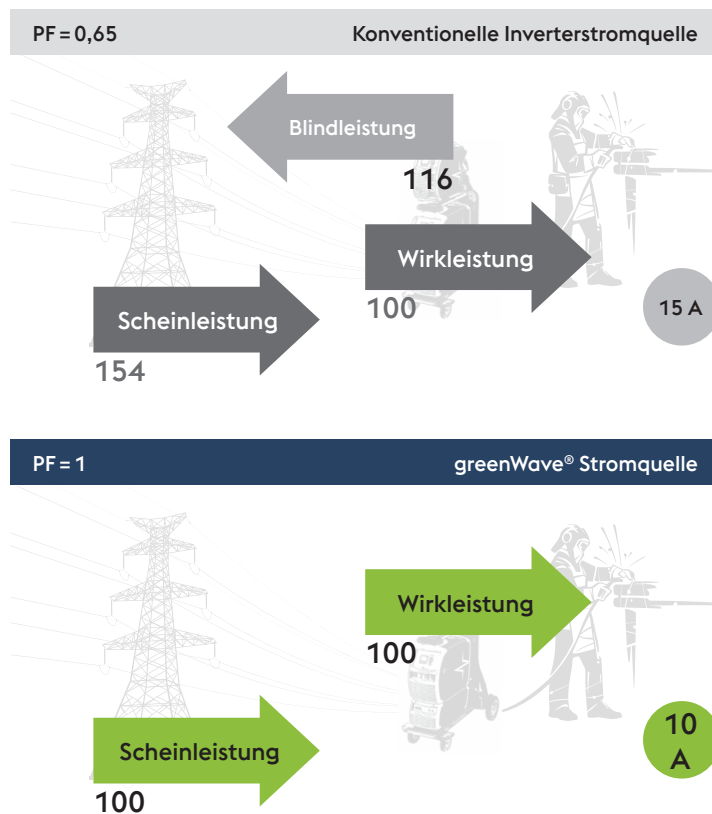 PF = 0,65 Konventionelle Inverterstromquelle
Blindleistung
116
Wirkleistung
100
15 A
Scheinleistung
154
PF = 1 greenWave® Stromquelle
Wirkleistung
100
10
A
Scheinleistung
100